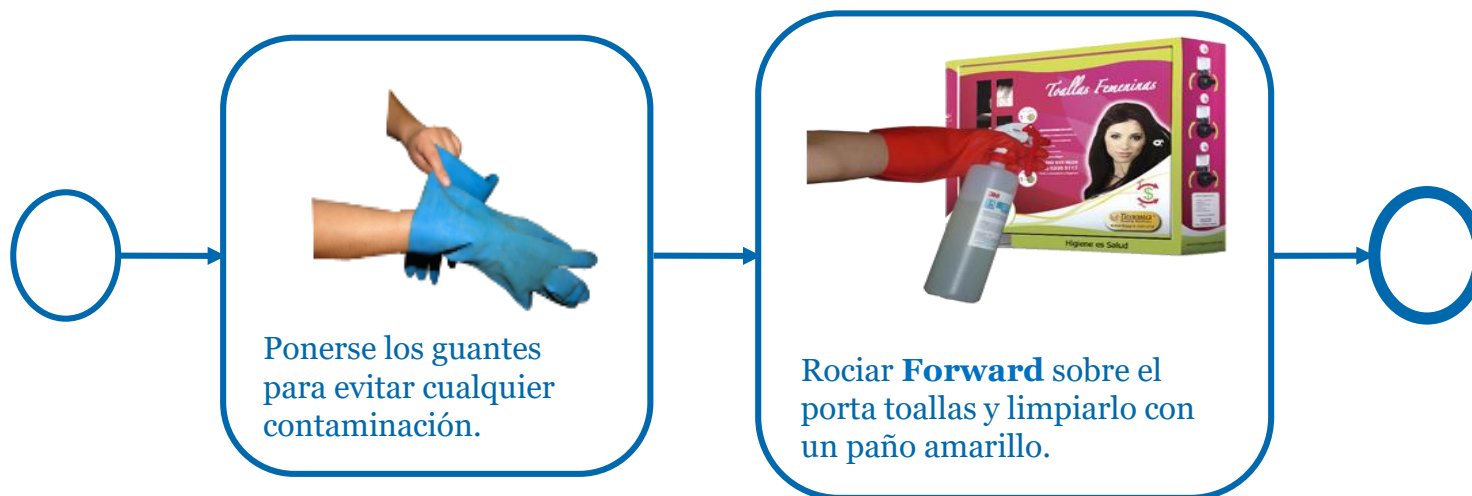 Ponerse los guantes
para evitar cualquier
contaminación.
Toallas Femeninas
3M
$
Higiene es Salud
Rociar Forward sobre el
porta toallas y limpiarlo con
un paño amarillo.